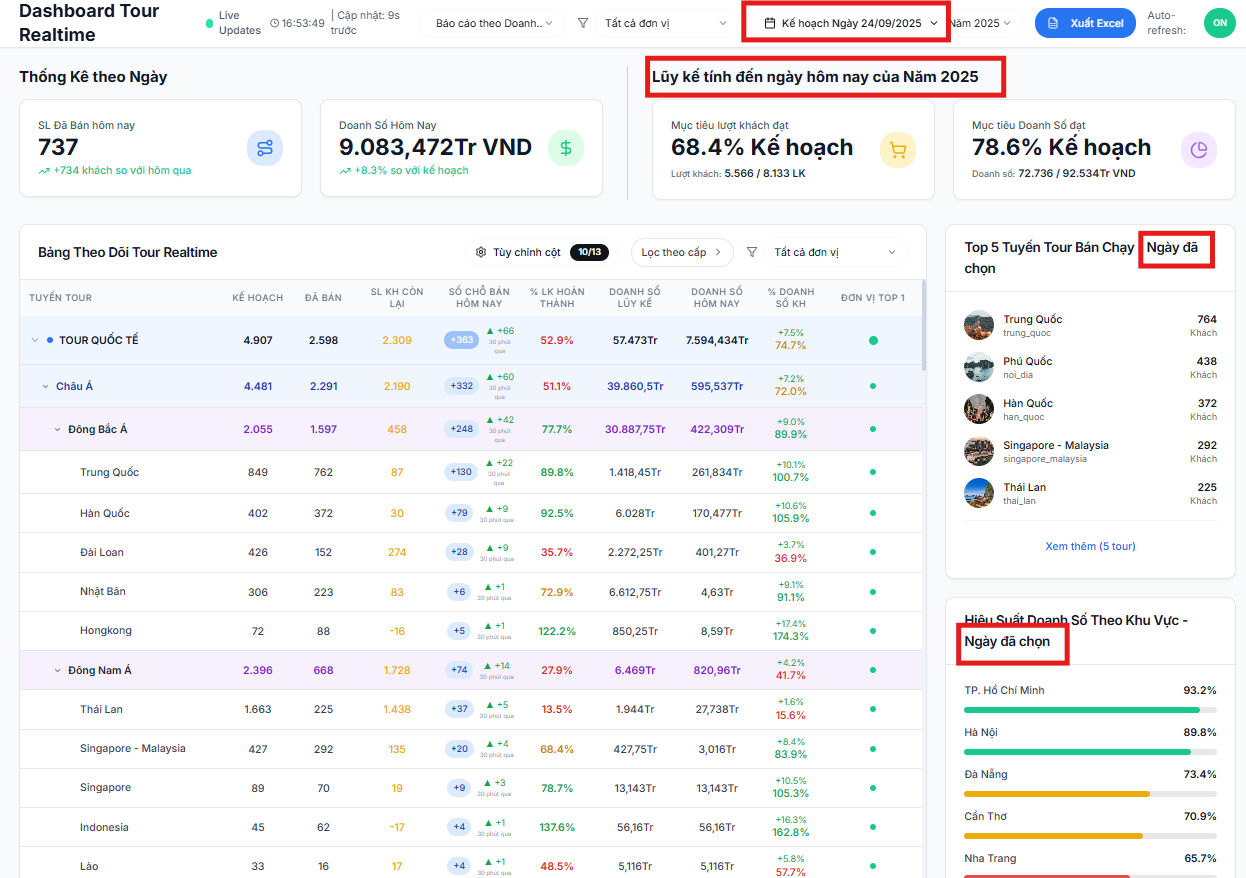 Dashboard Tour
Realtime
Live
Updates
16:53:49
Cập nhật: 9s
trước
Báo cáo theo Doanh..
Tất cả đơn vị
Kế hoạch Ngày 24/09/2025
Năm 2025
Xuất Excel
Auto-
refresh:
ON
Thống Kê theo Ngày
Lũy kế tính đến ngày hôm nay của Năm 2025
SL Đã Bán hôm nay
737
+734 khách so với hôm qua
Doanh Số Hôm Nay
9.083,472Tr VND
+8.3% so với kế hoạch
Mục tiêu lượt khách đạt
68.4% Kế hoạch
Lượt khách: 5.566 / 8.133 LK
Mục tiêu Doanh Số đạt
78.6% Kế hoạch
Doanh số: 72.736 / 92.534Tr VND
Bảng Theo Dõi Tour Realtime
Tùy chỉnh cột 10/13
Lọc theo cấp
Tất cả đơn vị
TUYẾN TOUR KẾ HOẠCH ĐÃ BÁN SL KH CÒN LẠI SỐ CHỖ BÁN HÔM NAY % LK HOÀN THÀNH DOANH SỐ LŨY KẾ DOANH SỐ HÔM NAY % DOANH SỐ KH ĐƠN VỊ TOP 1
TOUR QUỐC TẾ 4.907 2.598 2.309 +363 ▲ +66 30 phút qua 52.9% 57.473Tr 7.594,434Tr +7.5% 74.7%
Châu Á 4.481 2.291 2.190 +332 ▲ +60 30 phút qua 51.1% 39.860,5Tr 595,537Tr +7.2% 72.0%
Đông Bắc Á 2.055 1.597 458 +248 ▲ +42 30 phút qua 77.7% 30.887,75Tr 422,309Tr +9.0% 89.9%
Trung Quốc 849 762 87 +130 ▲ +22 30 phút qua 89.8% 1.418,45Tr 261,834Tr +10.1% 100.7%
Hàn Quốc 402 372 30 +79 ▲ +9 30 phút qua 92.5% 6.028Tr 170,477Tr +10.6% 105.9%
Đài Loan 426 152 274 +28 ▲ +9 30 phút qua 35.7% 2.272,25Tr 401,27Tr +3.7% 36.9%
Nhật Bản 306 223 83 +6 ▲ +1 30 phút qua 72.9% 6.612,75Tr 4,63Tr +9.1% 91.1%
Hongkong 72 88 -16 +5 ▲ +1 30 phút qua 122.2% 850,25Tr 8,59Tr +17.4% 174.3%
Đông Nam Á 2.396 668 1.728 +74 ▲ +14 30 phút qua 27.9% 6.469Tr 820,96Tr +4.2% 41.7%
Thái Lan 1.663 225 1.438 +37 ▲ +5 30 phút qua 13.5% 1.944Tr 27,738Tr +1.6% 15.6%
Singapore - Malaysia 427 292 135 +20 ▲ +4 30 phút qua 68.4% 427,75Tr 3,016Tr +8.4% 83.9%
Singapore 89 70 19 +9 ▲ +3 30 phút qua 78.7% 13,143Tr 13,143Tr +10.5% 105.3%
Indonesia 45 62 -17 +4 ▲ +1 30 phút qua 137.6% 56,16Tr 56,16Tr +16.3% 162.8%
Lào 33 16 17 +4 ▲ +1 30 phút qua 48.5% 5,116Tr 5,116Tr +5.8% 57.7%
Top 5 Tuyến Tour Bán Chạy Ngày đã
chọn
Trung Quốc 764
trung_quoc Khách
Phú Quốc 438
noi_dia Khách
Hàn Quốc 372
han_quoc Khách
Singapore - Malaysia 292
singapore_malaysia Khách
Thái Lan 225
thai_lan Khách
Xem thêm (5 tour)
Hiệu Suất Doanh Số Theo Khu Vực -
Ngày đã chọn
TP. Hồ Chí Minh 93.2%
Hà Nội 89.8%
Đà Nẵng 73.4%
Cần Thơ 70.9%
Nha Trang 65.7%